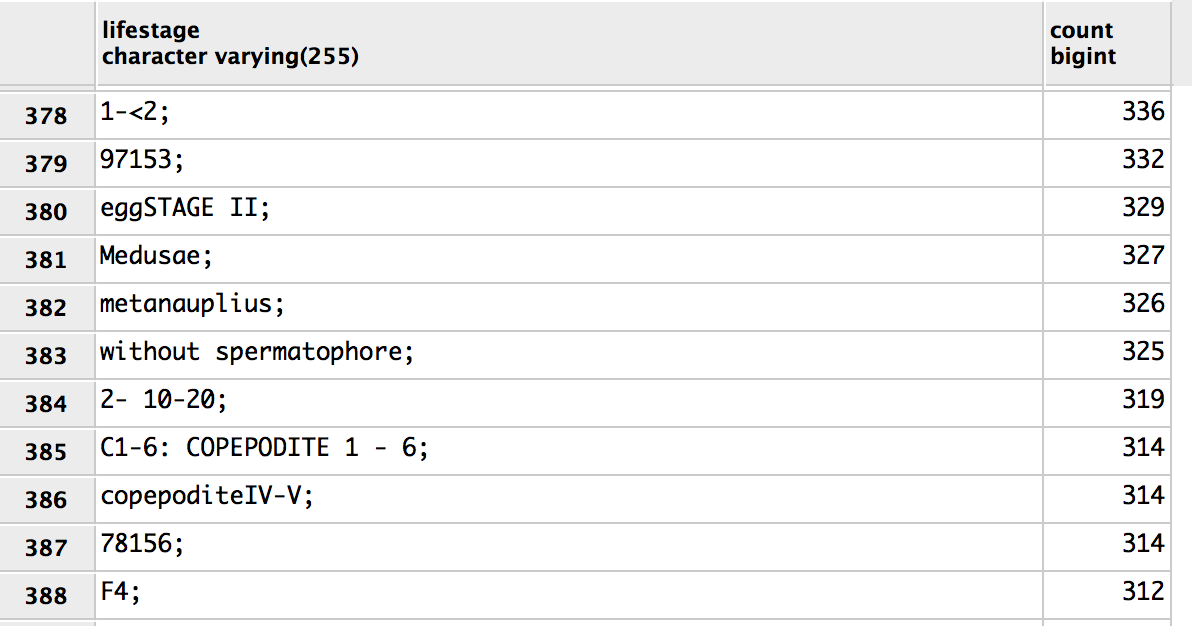 lifestage count
character varying(255) bigint
378 1-<2; 336
379 97153; 332
380 eggSTAGE II; 329
381 Medusae; 327
382 metanauplius; 326
383 without spermatophore; 325
384 2- 10-20; 319
385 C1-6: COPEPODITE 1 - 6; 314
386 copepoditeIV-V; 314
387 78156; 314
388 F4; 312